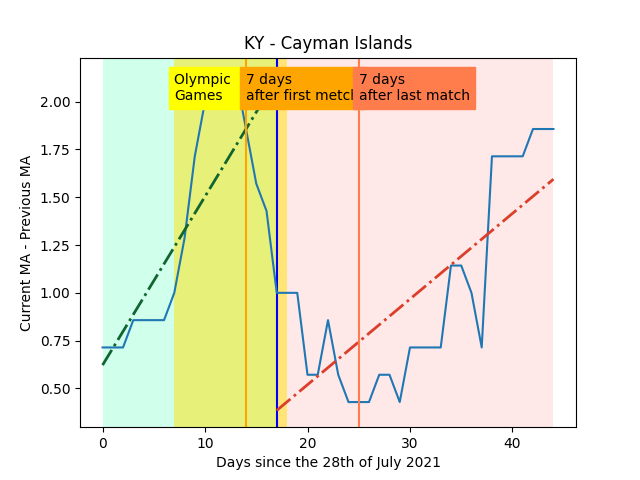 KY - Cayman Islands
Olympic
Games
7 days
after first metcl
7 days
after last match
Current MA - Previous MA
2.00
1.75
1.50
1.25
1.00
0.75
0.50
0
10
20
30
40
Days since the 28th of July 2021